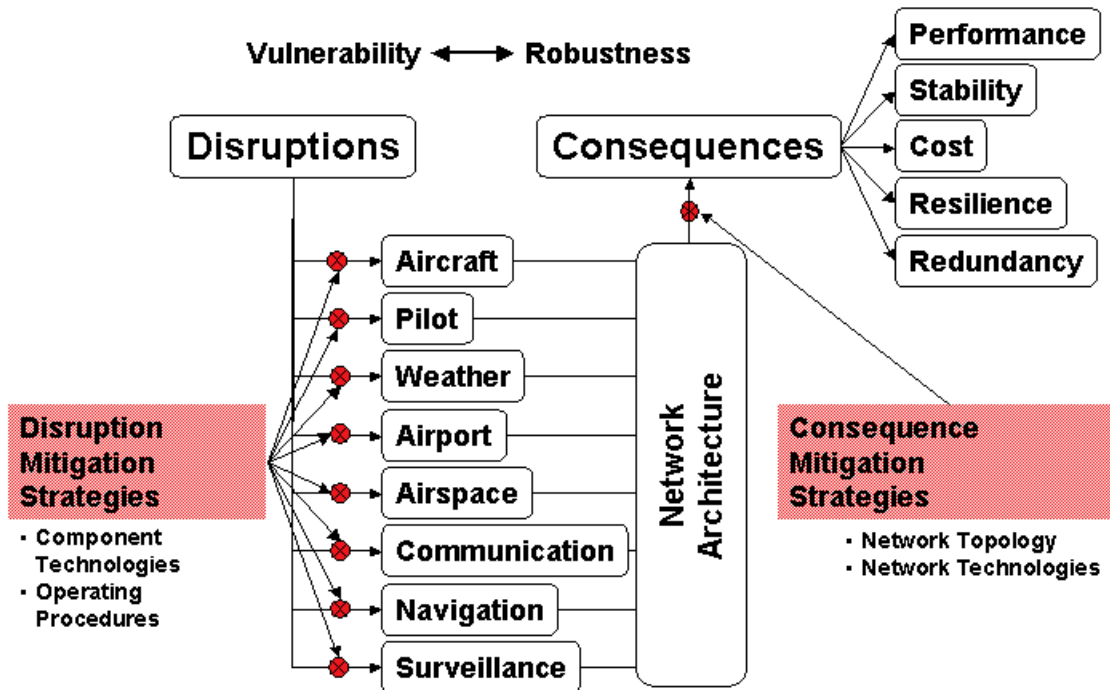 Vulnerability
Robustness
Performance
Stability
Cost
Resilience
Redundancy
Disruptions
Consequences
Aircraft
Pilot
Weather
Airport
Airspace
Communication
Navigation
Surveillance
Network
Architecture
Disruption
Mitigation
Strategies
· Component
Technologies
· Operating
Procedures
Consequence
Mitigation
Strategies
· Network Topology
· Network Technologies